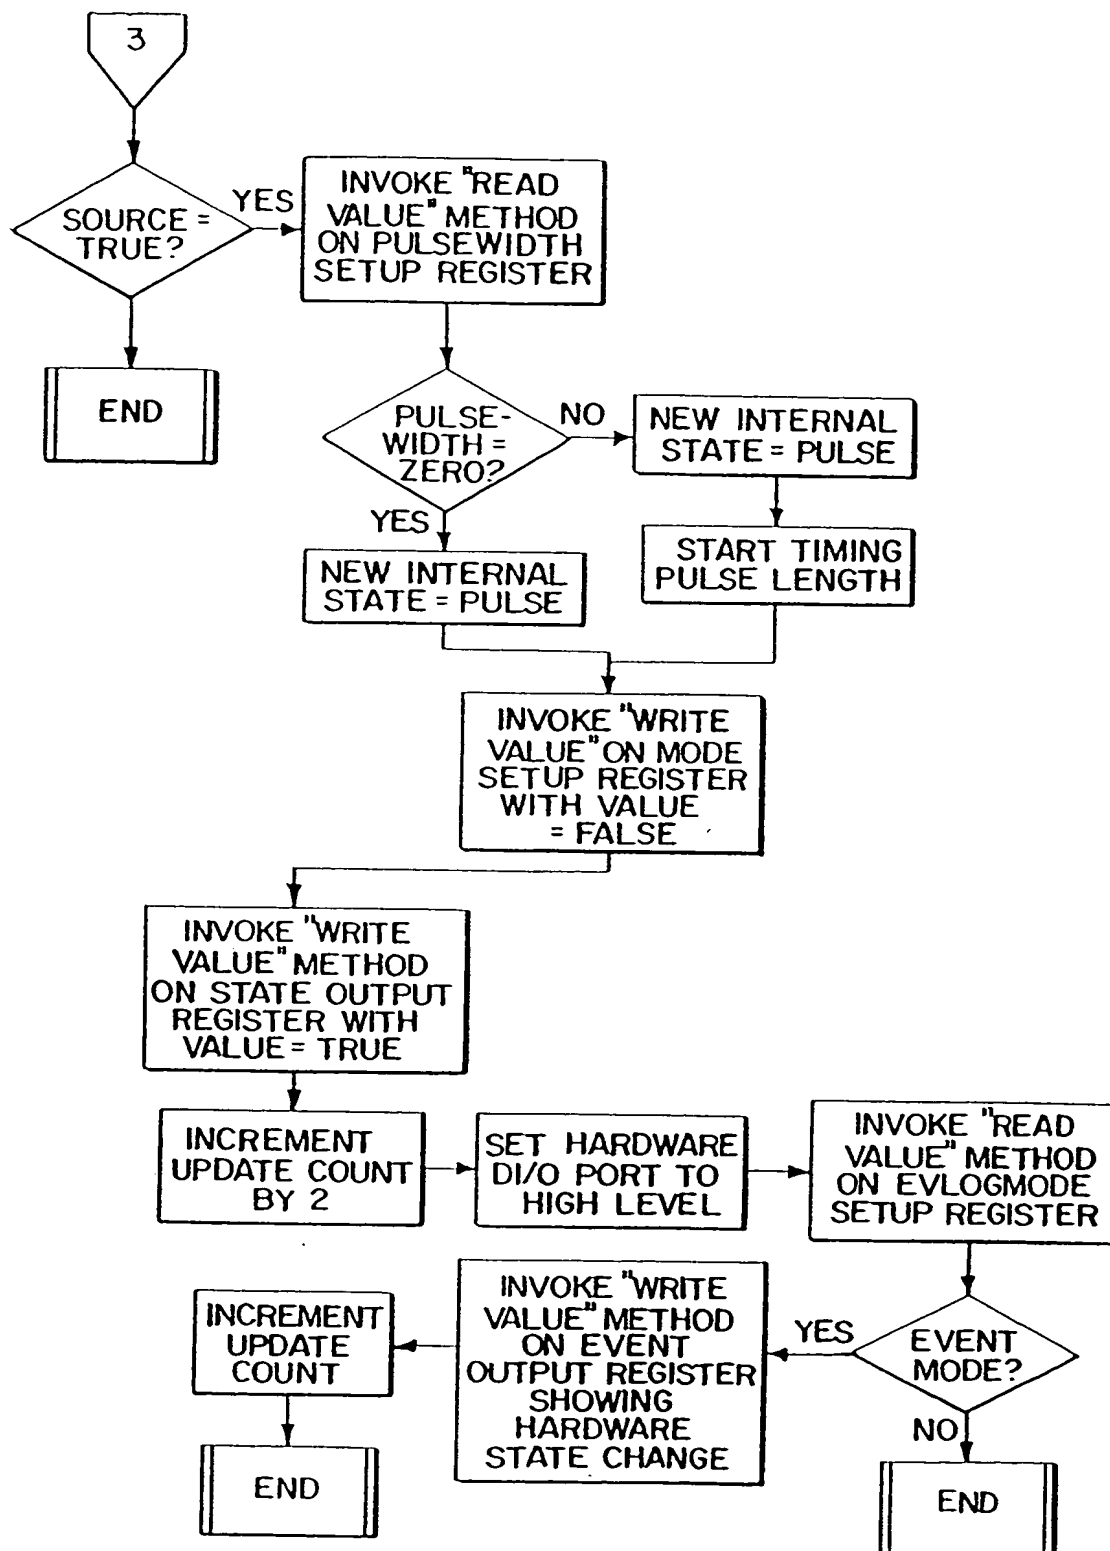 3
SOURCE =
TRUE?
YES
INVOKE "READ
VALUE" METHOD
ON PULSEWIDTH
SETUP REGISTER
END
PULSE-
WIDTH =
ZERO?
NO
NEW INTERNAL
STATE = PULSE
YES
START TIMING
PULSE LENGTH
NEW INTERNAL
STATE = PULSE
INVOKE "WRITE
VALUE" ON MODE
SETUP REGISTER
WITH VALUE
= FALSE
INVOKE "WRITE
VALUE" METHOD
ON STATE OUTPUT
REGISTER WITH
VALUE = TRUE
INCREMENT
UPDATE COUNT
BY 2
SET HARDWARE
DI/O PORT TO
HIGH LEVEL
INVOKE "READ
VALUE" METHOD
ON EVLOGMODE
SETUP REGISTER
EVENT
MODE?
YES
INVOKE "WRITE
VALUE" METHOD
ON EVENT
OUTPUT REGISTER
SHOWING
HARDWARE
STATE CHANGE
INCREMENT
UPDATE
COUNT
END
NO
END